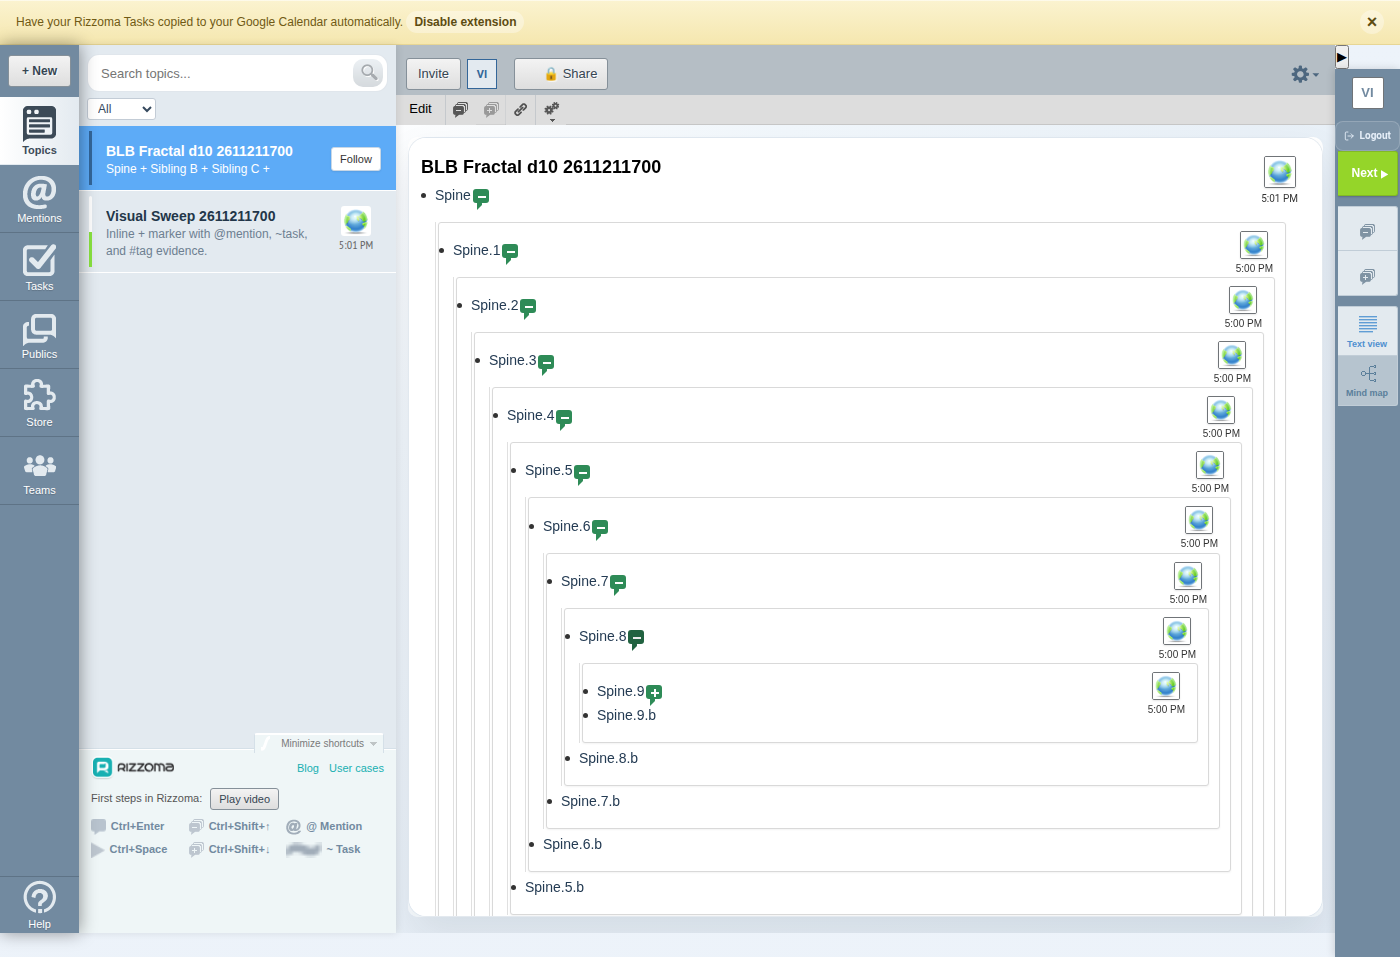 Have your Rizzoma Tasks copied to your Google Calendar automatically. Disable extension
+ New
Topics
Mentions
Tasks
Publics
Store
Teams
Help
Search topics...
All
BLB Fractal d10 2611211700
Spine + Sibling B + Sibling C +
Follow
Visual Sweep 2611211700
Inline + marker with @mention, ~task,
and #tag evidence.
5:01 PM
Minimize shortcuts
RIZZOMA
Blog User cases
First steps in Rizzoma: Play video
Ctrl+Enter Ctrl+Shift+↑ @ @ Mention
Ctrl+Space Ctrl+Shift+↓ ~ Task
Invite VI Share
Edit
BLB Fractal d10 2611211700
5:01 PM
Spine
Spine.1
5:00 PM
Spine.2
5:00 PM
Spine.3
5:00 PM
Spine.4
5:00 PM
Spine.5
5:00 PM
Spine.6
5:00 PM
Spine.7
5:00 PM
Spine.8
5:00 PM
Spine.9
5:00 PM
Spine.9.b
Spine.8.b
Spine.7.b
Spine.6.b
Spine.5.b
VI
Logout
Next
Text view
Mind map